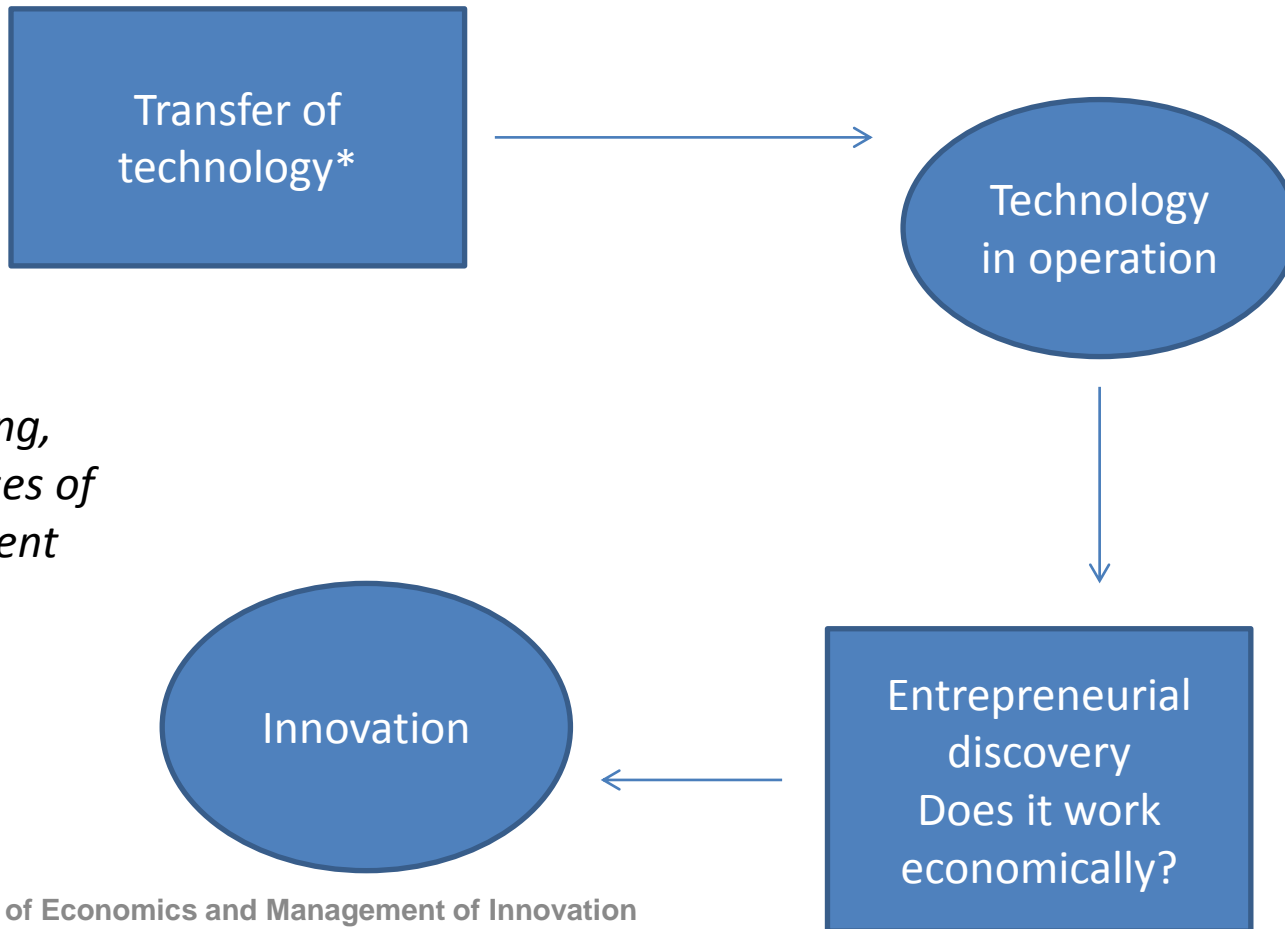 Transfer of
technology*
Technology
in operation
ng,
es of
ent
Innovation
Entrepreneurial
discovery
Does it work
economically?
of Economics and Management of Innovation